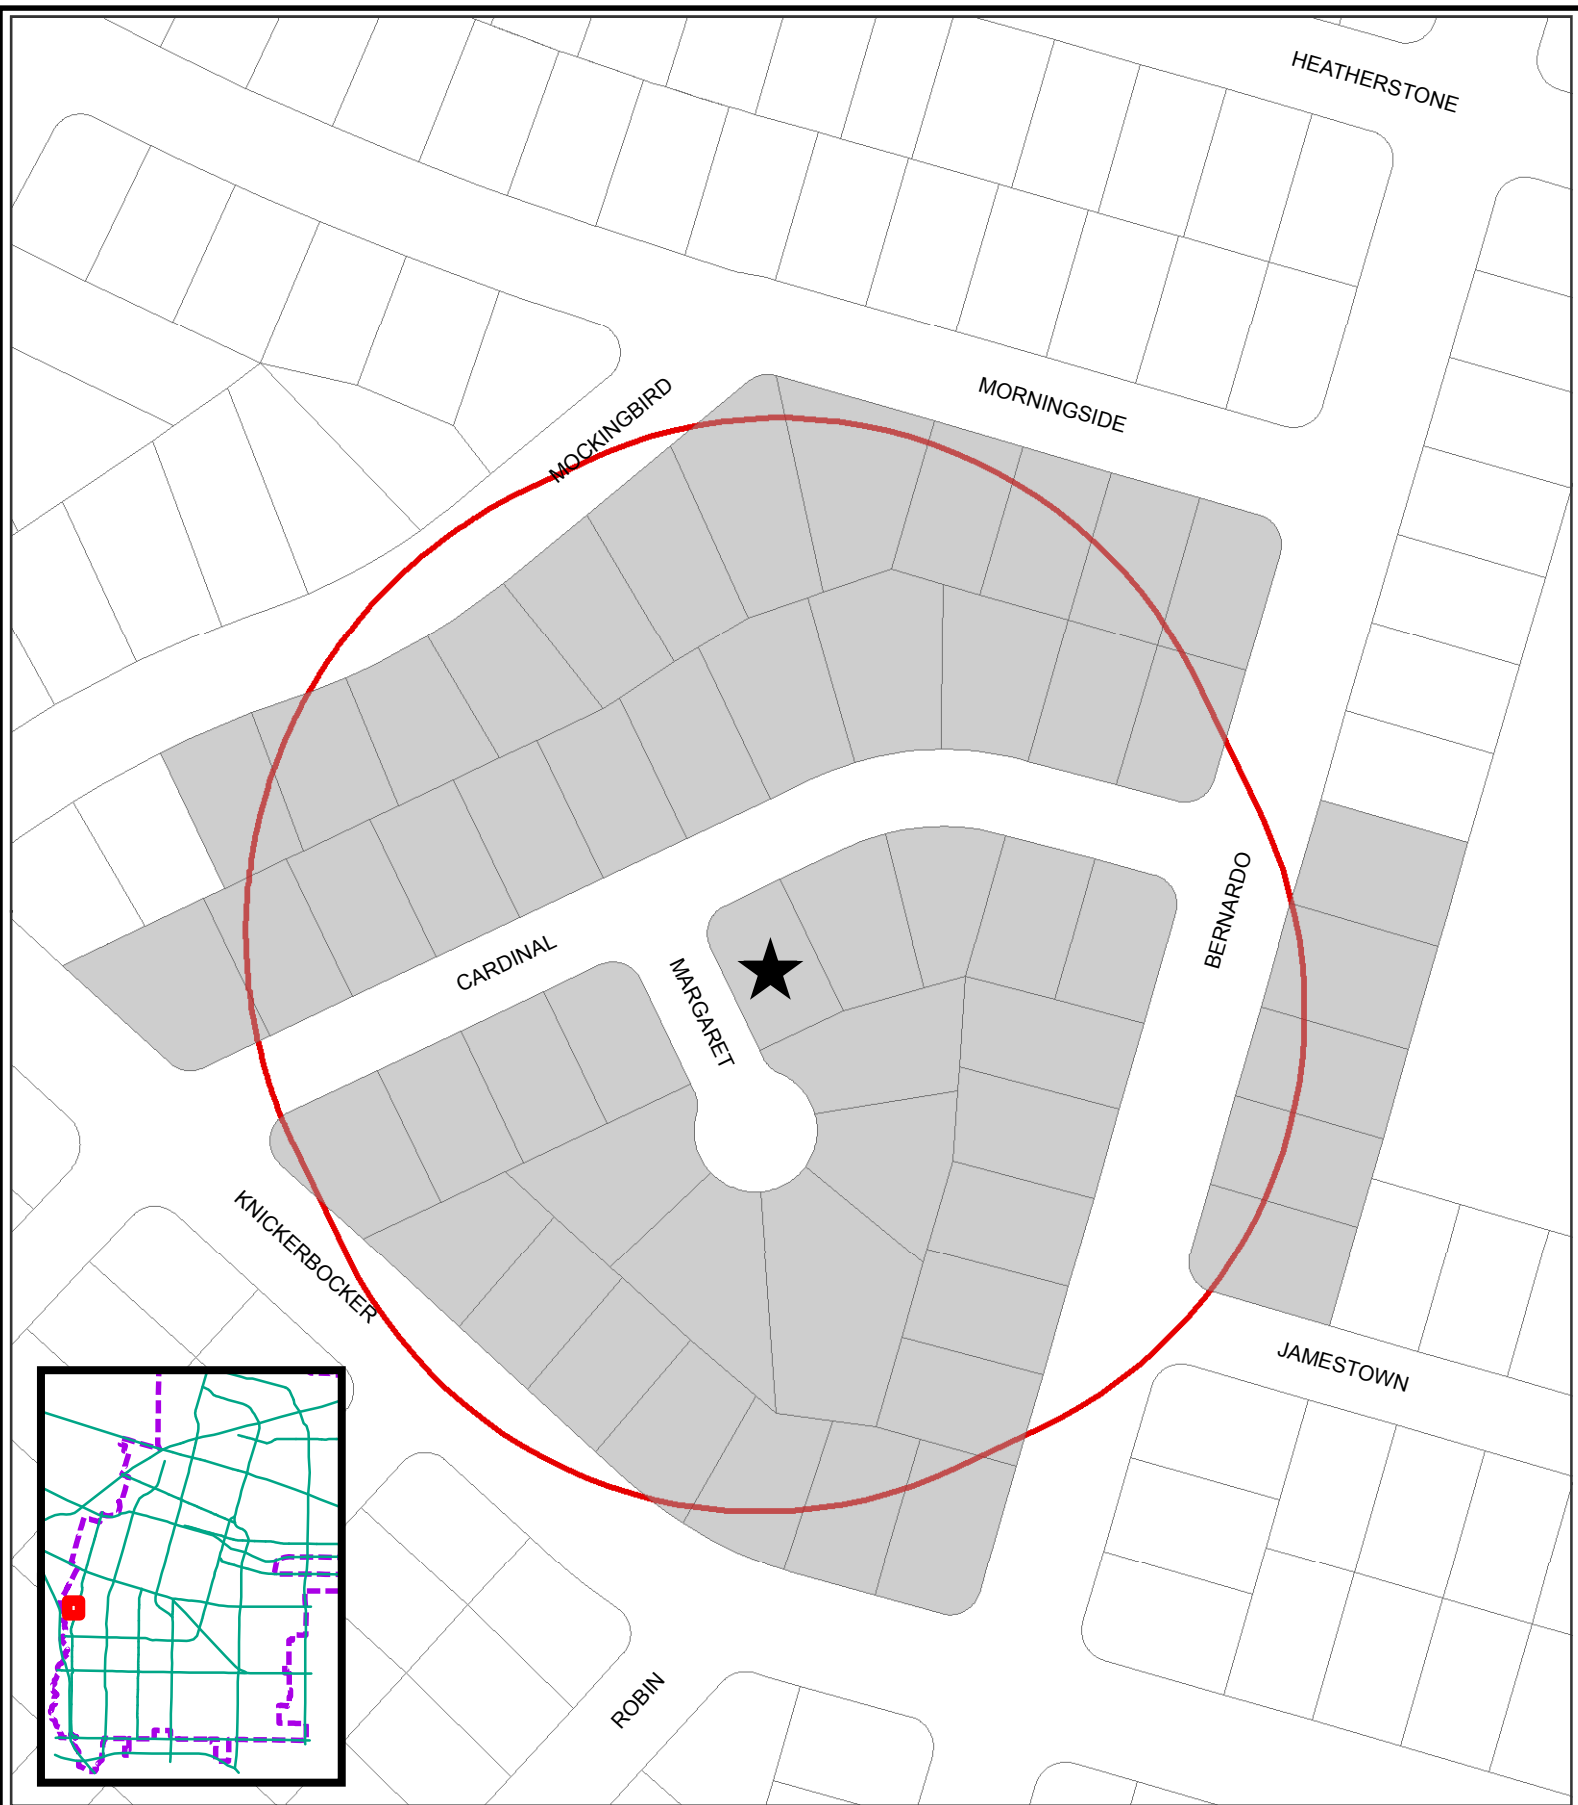 HEATHERSTONE
MOCKINGBIRD
MORNINGSIDE
BERNARDO
CARDINAL
MARGARET
KNICKERBOCKER
JAMESTOWN
ROBIN